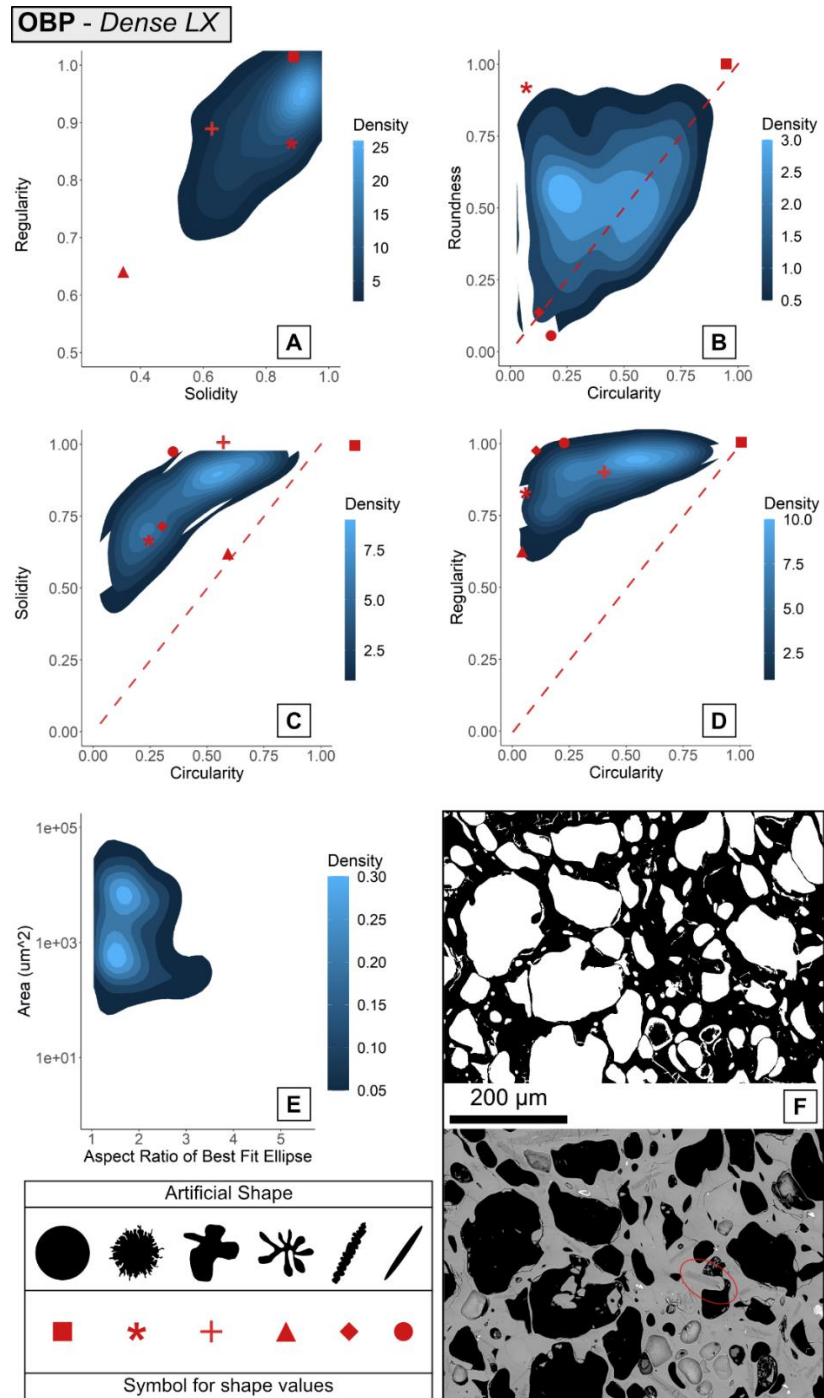 OBP - Dense LX
1.0
0.9
0.8
0.7
0.6
0.5
Regularity
0.4 0.6 0.8 1.0
Solidity
Density
25
20
15
10
5
A
1.00
0.75
0.50
0.25
0.00
Roundness
0.00 0.25 0.50 0.75 1.00
Circularity
Density
3.0
2.5
2.0
1.5
1.0
0.5
B
1.00
0.75
0.50
0.25
0.00
Solidity
0.00 0.25 0.50 0.75 1.00
Circularity
Density
7.5
5.0
2.5
C
1.00
0.75
0.50
0.25
0.00
Regularity
0.00 0.25 0.50 0.75 1.00
Circularity
Density
10.0
7.5
5.0
2.5
D
1e+05
1e+03
1e+01
Area (um^2)
1 2 3 4 5
Aspect Ratio of Best Fit Ellipse
Density
0.30
0.25
0.20
0.15
0.10
0.05
E
200 µm
F
Artificial Shape
Symbol for shape values